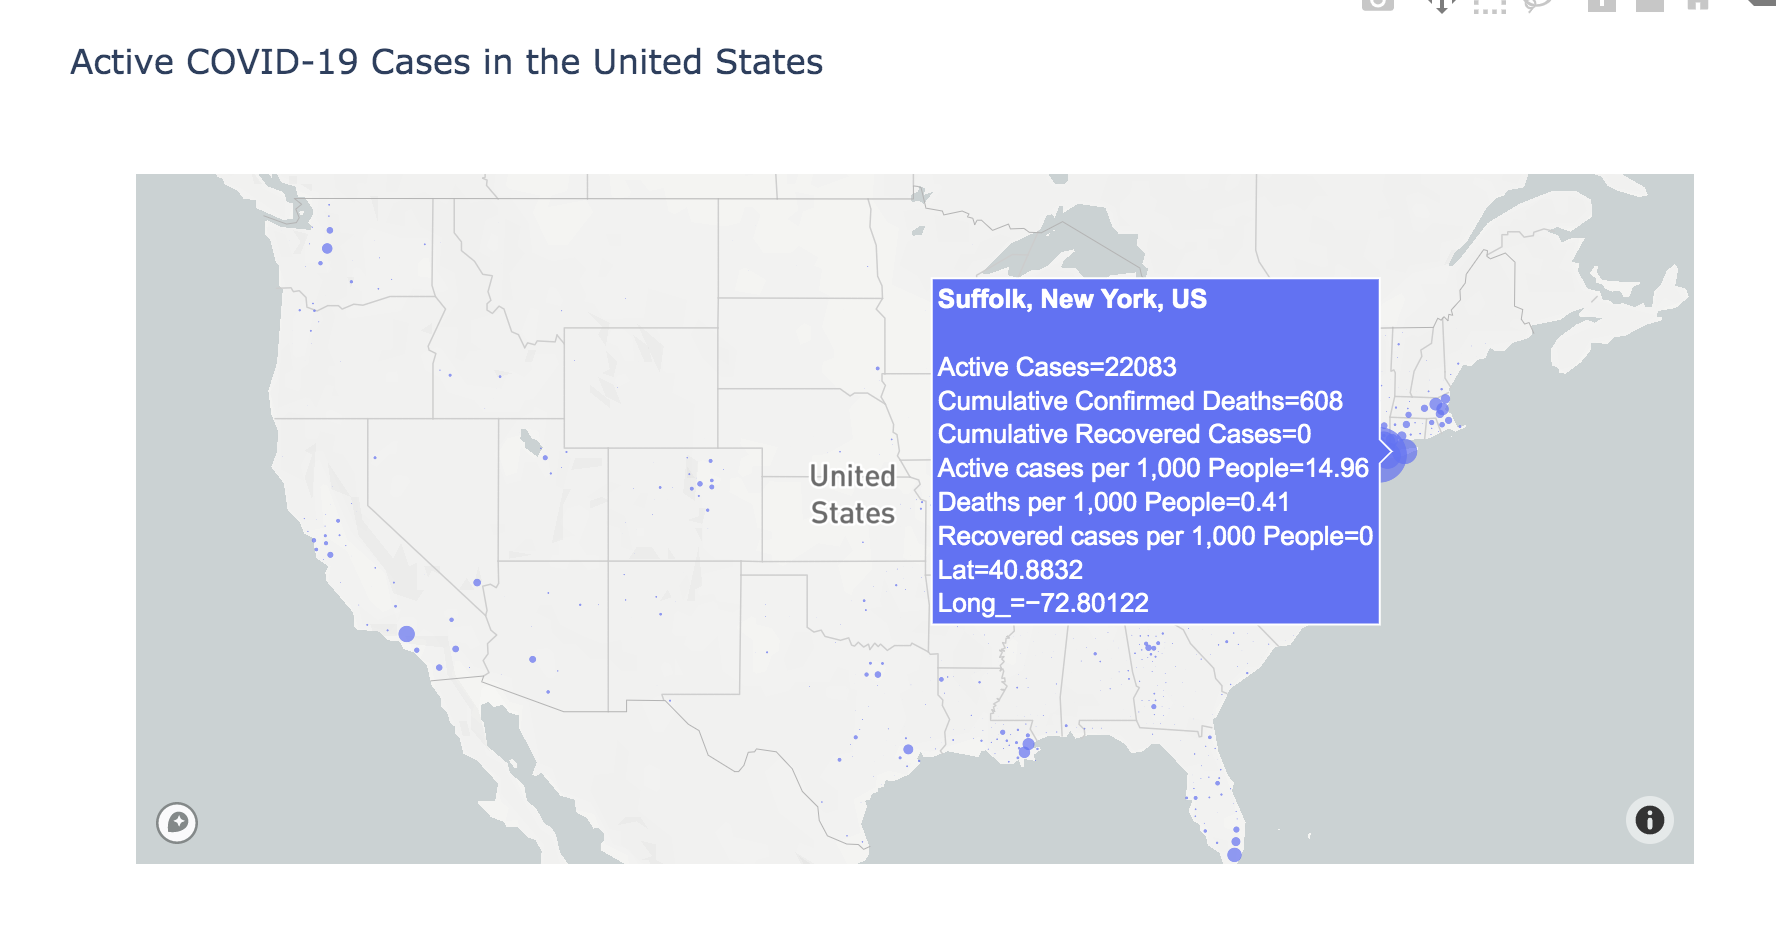 Active COVID-19 Cases in the United States
Suffolk, New York, US
Active Cases=22083
Cumulative Confirmed Deaths=608
Cumulative Recovered Cases=0
Active cases per 1,000 People=14.96
Deaths per 1,000 People=0.41
Recovered cases per 1,000 People=0
Lat=40.8832
Long_=−72.80122
United
States